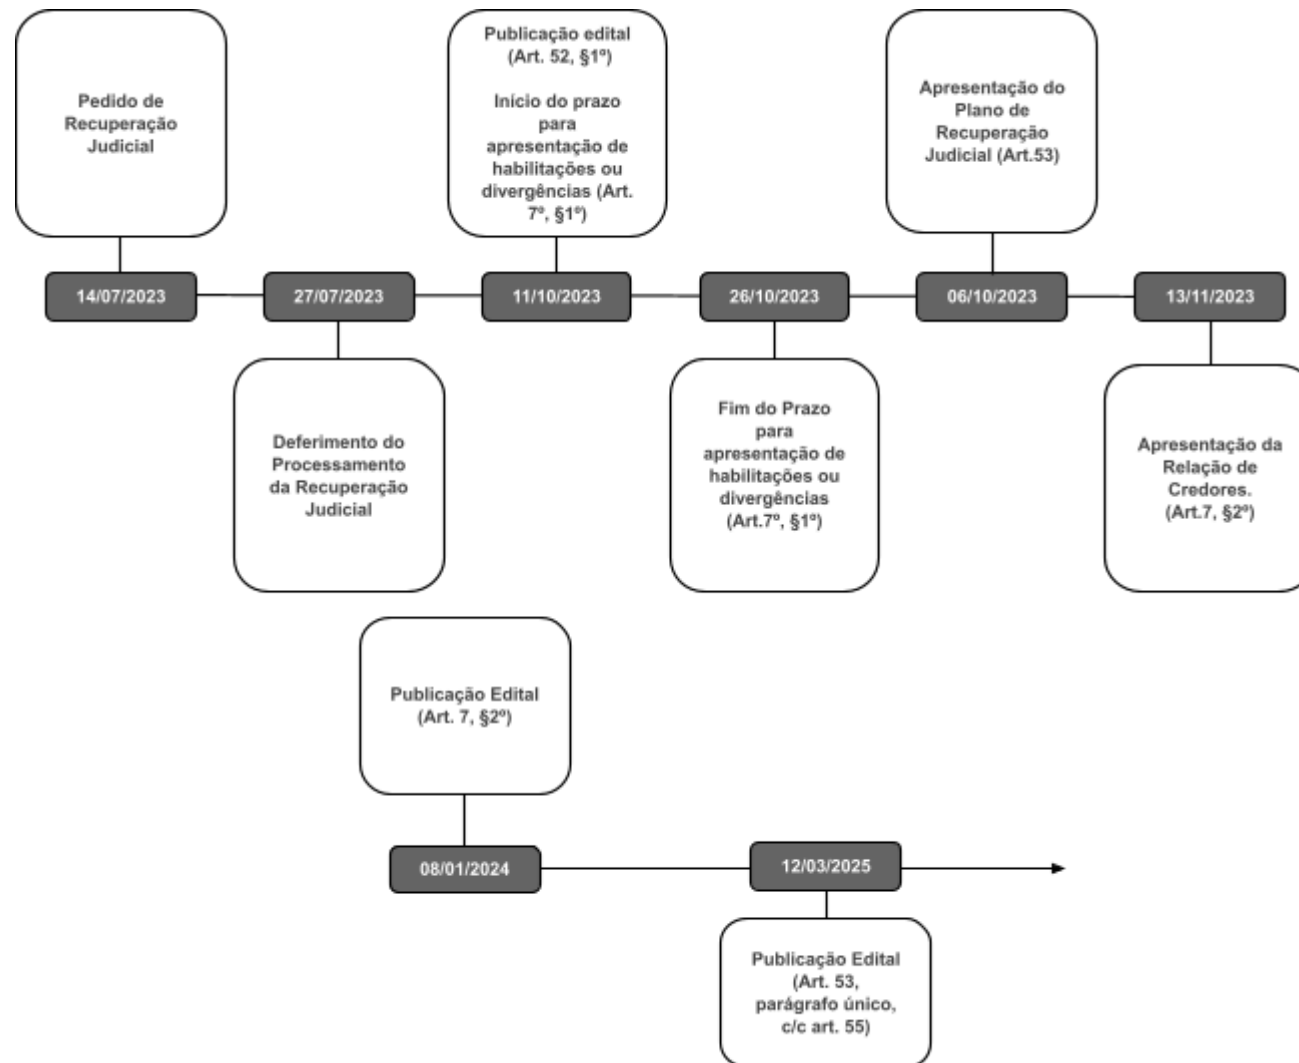 Pedido de
Recuperação
Judicial
Publicação edital
(Art. 52, §1º)
Início do prazo
para
apresentação de
habilitações ou
divergências (Art.
7º, §1º)
Apresentação do
Plano de
Recuperação
Judicial (Art.53)
14/07/2023
27/07/2023
11/10/2023
26/10/2023
06/10/2023
13/11/2023
Deferimento do
Processamento
da Recuperação
Judicial
Fim do Prazo
para
apresentação de
habilitações ou
divergências
(Art.7º, §1º)
Apresentação da
Relação de
Credores.
(Art.7, §2º)
Publicação Edital
(Art. 7, §2º)
08/01/2024
12/03/2025
Publicação Edital
(Art. 53,
parágrafo único,
c/c art. 55)